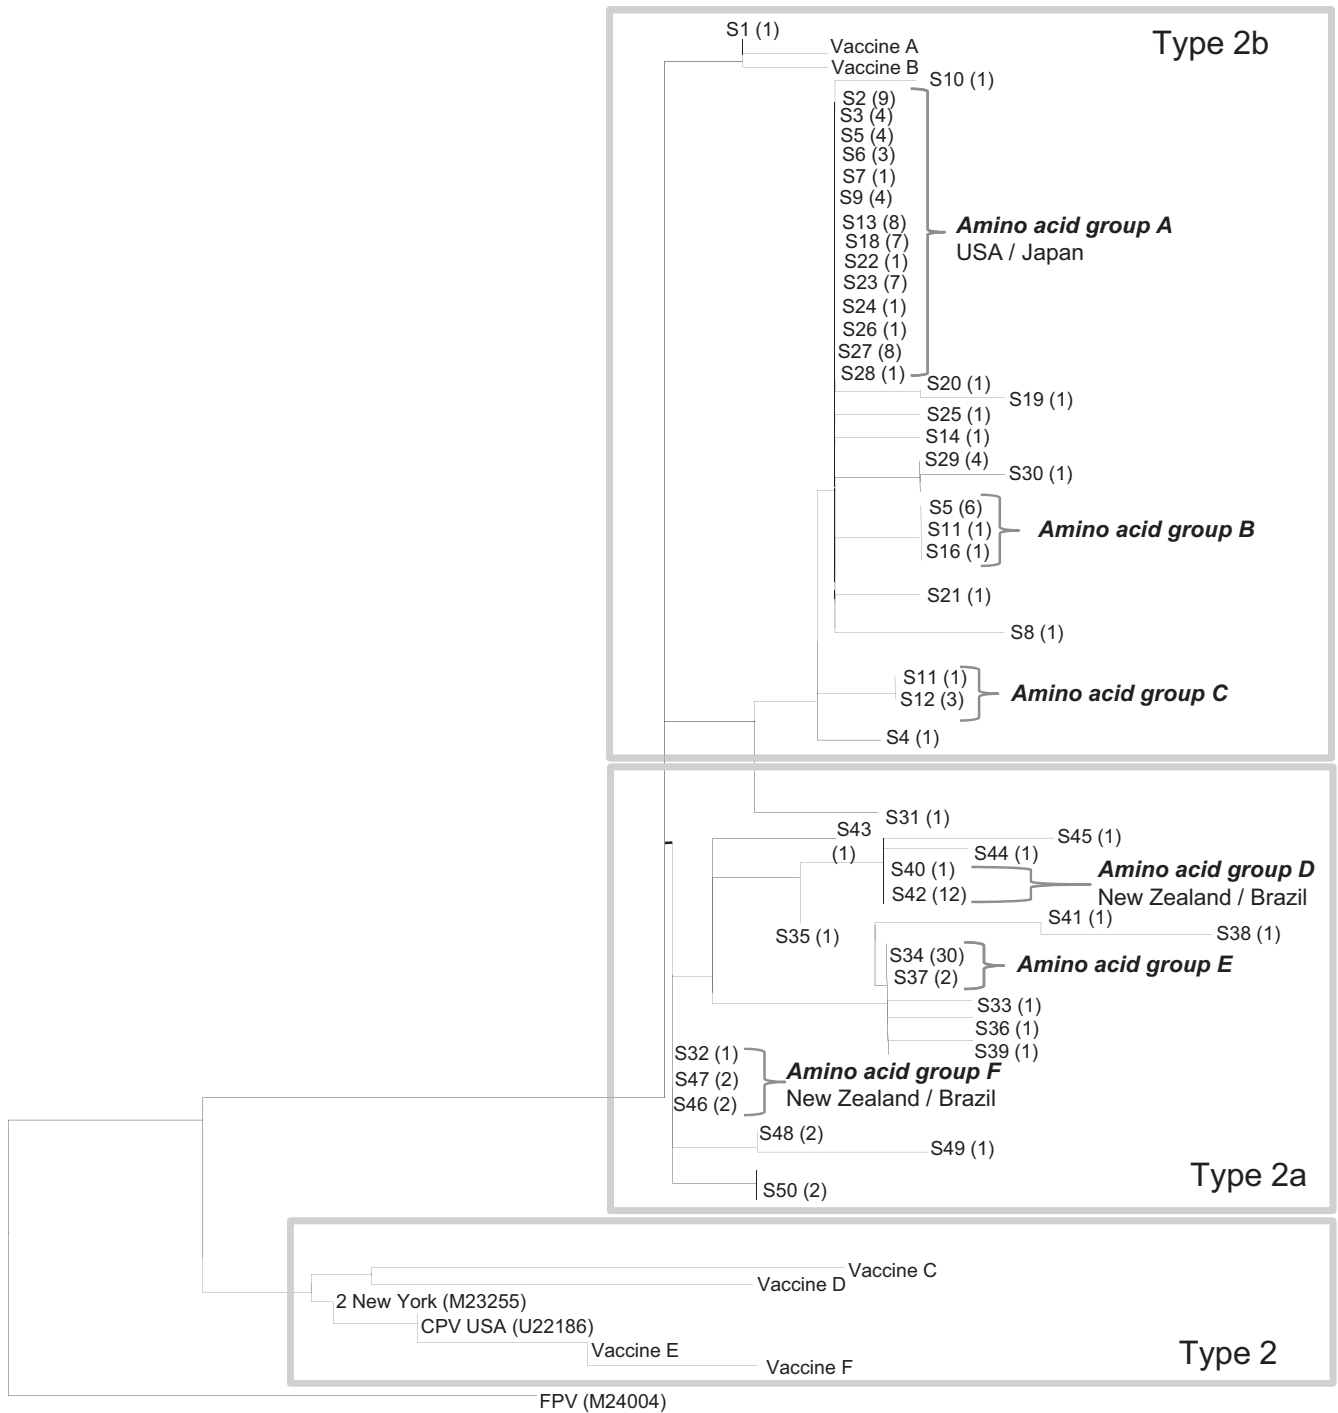 S1 (1)
Type 2b
Vaccine A
Vaccine B
S10 (1)
S2 (9)
S3 (4)
S5 (4)
S6 (3)
S7 (1)
S9 (4)
S13 (8)
S18 (7)
S22 (1)
S23 (7)
S24 (1)
S26 (1)
S27 (8)
S28 (1)
Amino acid group A
USA / Japan
S20 (1)
S19 (1)
S25 (1)
S14 (1)
S29 (4)
S30 (1)
S5 (6)
S11 (1)
S16 (1)
Amino acid group B
S21 (1)
S8 (1)
S11 (1)
S12 (3)
Amino acid group C
S4 (1)
S31 (1)
S43
(1)
S45 (1)
S44 (1)
S40 (1)
S42 (12)
Amino acid group D
New Zealand / Brazil
S35 (1)
S41 (1)
S38 (1)
S34 (30)
S37 (2)
Amino acid group E
S33 (1)
S36 (1)
S39 (1)
S32 (1)
S47 (2)
S46 (2)
Amino acid group F
New Zealand / Brazil
S48 (2)
S49 (1)
S50 (2)
Type 2a
Vaccine C
Vaccine D
2 New York (M23255)
CPV USA (U22186)
Vaccine E
Vaccine F
Type 2
FPV (M24004)